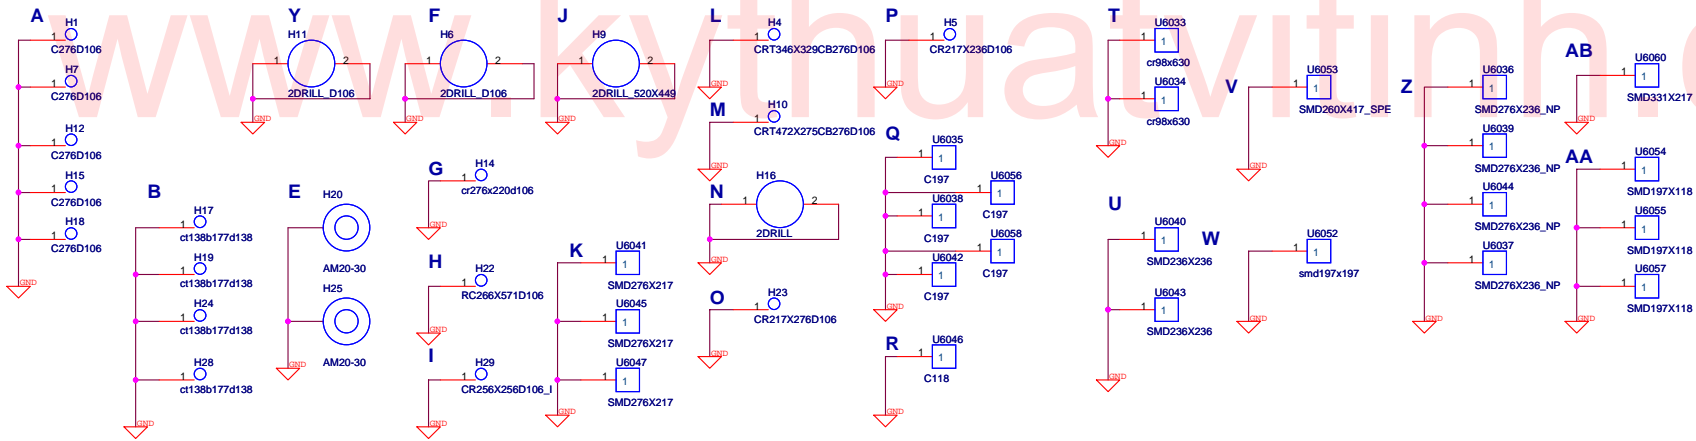 www.kythuatvitinh.c
A
H1
1
C276D106
H7
1
C276D106
H12
1
C276D106
H15
1
C276D106
H18
1
C276D106
GND
B
H17
1
ct138b177d138
H19
1
ct138b177d138
H24
1
ct138b177d138
H28
1
ct138b177d138
GND
Y
H11
1 2
2DRILL_D106
GND
E
H20
AM20-30
H25
AM20-30
GND
F
H6
1 2
2DRILL_D106
GND
G
H14
1
cr276x220d106
GND
H
H22
1
RC266X571D106
GND
I
H29
1
CR256X256D106_I
GND
J
H9
1 2
2DRILL_520X449
GND
K
U6041
1 1
SMD276X217
U6045
1 1
SMD276X217
U6047
1 1
SMD276X217
GND
L
H4
1
CRT346X329CB276D106
GND
M
H10
1
CRT472X275CB276D106
GND
N
H16
1 2
2DRILL
GND
O
H23
1
CR217X276D106
GND
P
H5
1
CR217X236D106
GND
Q
U6035
1 1
C197
U6056
1 1
C197
U6038
1 1
C197
U6058
1 1
C197
U6042
1 1
C197
GND
R
U6046
1 1
C118
GND
T
U6033
1 1
cr98x630
U6034
1 1
cr98x630
GND
U
U6040
1 1
SMD236X236
U6043
1 1
SMD236X236
GND
V
U6053
1 1
SMD260X417_SPE
GND
W
U6052
1 1
smd197x197
GND
Z
U6036
1 1
SMD276X236_NP
U6039
1 1
SMD276X236_NP
U6044
1 1
SMD276X236_NP
U6037
1 1
SMD276X236_NP
GND
AB
U6060
1 1
SMD331X217
GND
AA
U6054
1 1
SMD197X118
U6055
1 1
SMD197X118
U6057
1 1
SMD197X118
GND